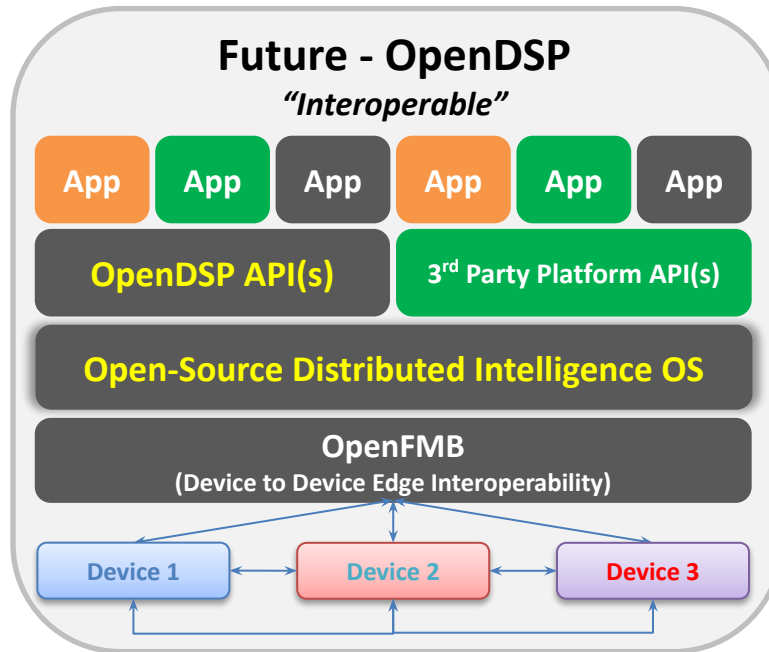 Future - OpenDSP
“Interoperable”
App App App App App App
OpenDSP API(s) 3rd Party Platform API(s)
Open-Source Distributed Intelligence OS
OpenFMB
(Device to Device Edge Interoperability)
Device 1 Device 2 Device 3